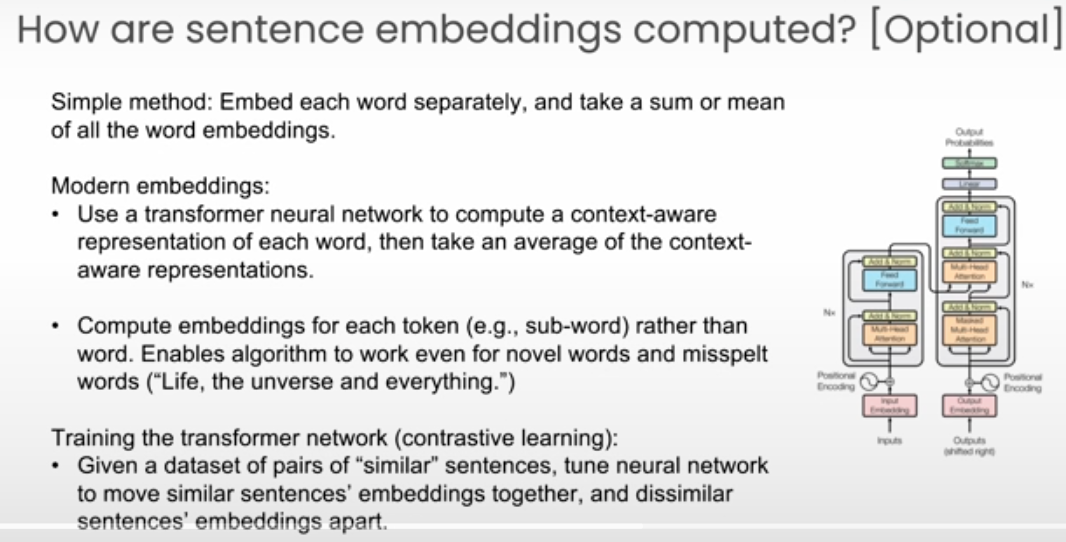 How are sentence embeddings computed? [Optional]
Simple method: Embed each word separately, and take a sum or mean
of all the word embeddings.
Modern embeddings:
• Use a transformer neural network to compute a context-aware
representation of each word, then take an average of the context-
aware representations.
• Compute embeddings for each token (e.g., sub-word) rather than
word. Enables algorithm to work even for novel words and misspelt
words (“Life, the unverse and everything.”)
Training the transformer network (contrastive learning):
• Given a dataset of pairs of “similar” sentences, tune neural network
to move similar sentences’ embeddings together, and dissimilar
sentences’ embeddings apart.
Output
Probabilities
Softmax
Linear
Add & Norm
Feed
Forward
Add & Norm
Multi-Head
Attention
Add & Norm
Masked
Multi-Head
Attention
Nx
Add & Norm
Feed
Forward
Add & Norm
Multi-Head
Attention
Nx
Positional
Encoding
Positional
Encoding
Input
Embedding
Output
Embedding
Inputs
Outputs
(shifted right)